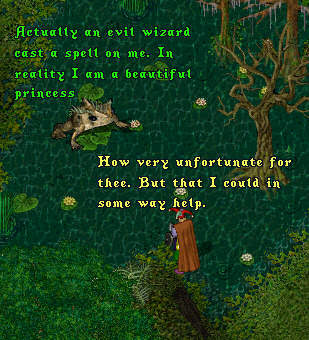 Actually an evil wizard
cast a spell on me. In
reality I am a beautiful
princess
How very unfortunate for
thee. But that I could in
some way help.